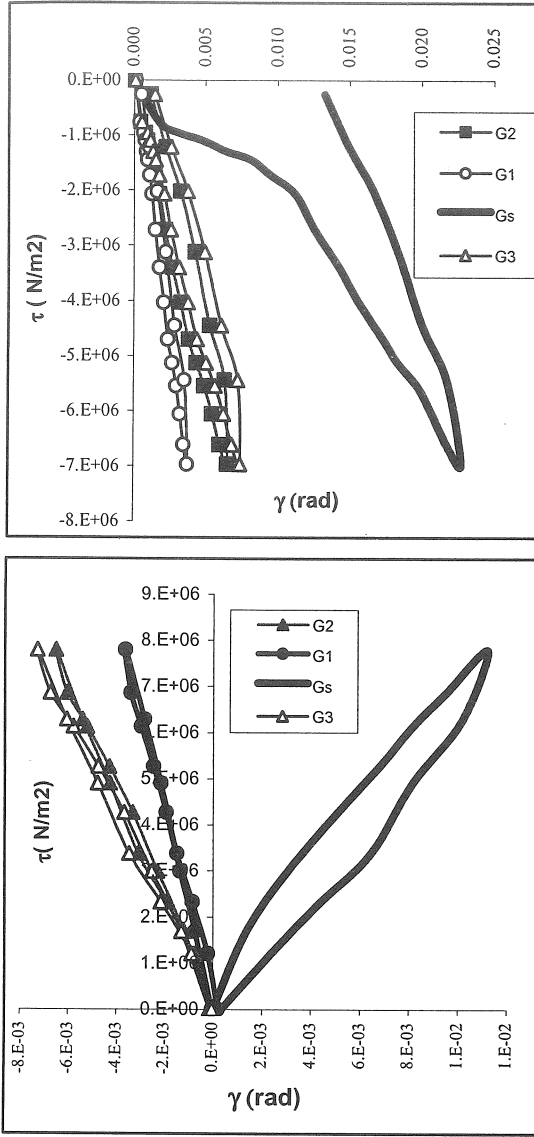 0.000
0.005
0.010
0.015
0.020
0.025
0.E+00
-1.E+06
-2.E+06
-3.E+06
-4.E+06
-5.E+06
-6.E+06
-7.E+06
-8.E+06
τ ( N/m2)
γ (rad)
G2
G1
Gs
G3
9.E+06
8.E+06
7.E+06
6.E+06
5.E+06
4.E+06
3.E+06
2.E+06
1.E+06
0.E+00
τ( N/m2)
G2
G1
Gs
G3
-8.E-03
-6.E-03
-4.E-03
-2.E-03
0.E+00
2.E-03
4.E-03
6.E-03
8.E-03
1.E-02
1.E-02
γ (rad)